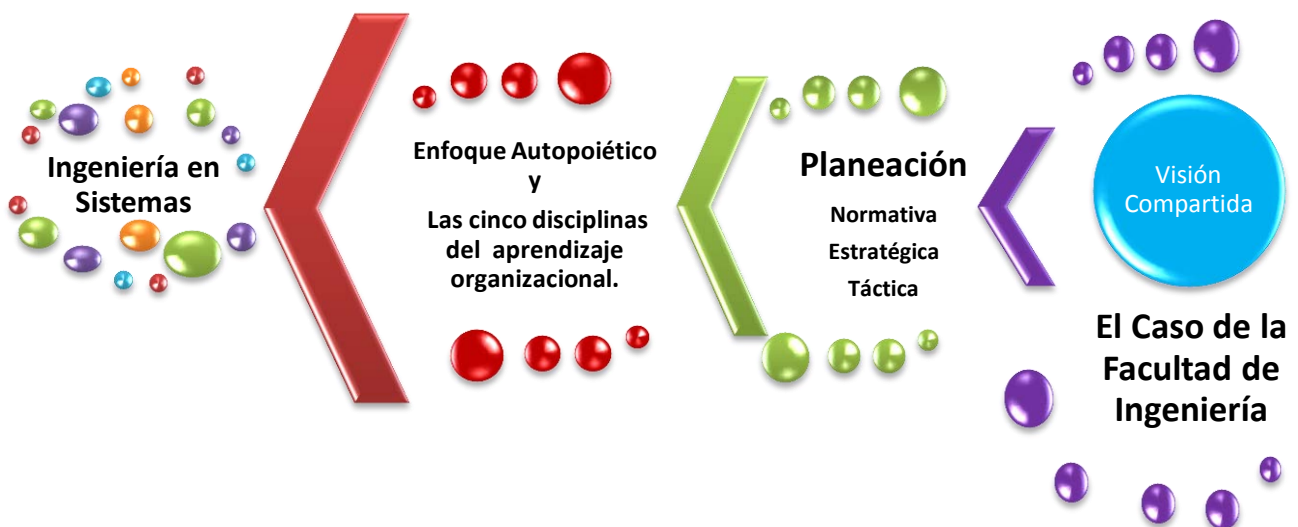 Ingeniería en
Sistemas
Enfoque Autopoiético
y
Las cinco disciplinas
del aprendizaje
organizacional.
Planeación
Normativa
Estratégica
Táctica
Visión
Compartida
El Caso de la
Facultad de
Ingeniería